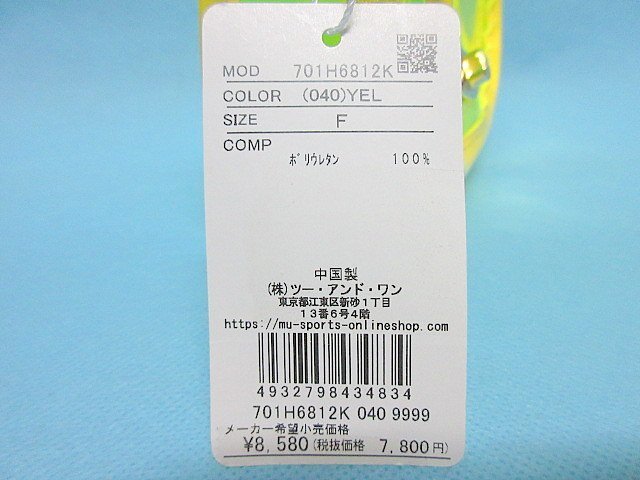 MOD 701H6812K
COLOR (040)YEL
SIZE F
COMP
ﾎﾟﾘｳﾚﾀﾝ 100%
中国製
(株)ツー・アンド・ワン
東京都江東区新砂1丁目
13番6号4階
https://mu-sports-onlineshop.com
4932798434834
701H6812K 040 9999
メーカー希望小売価格
¥8,580(税抜価格 7,800円)